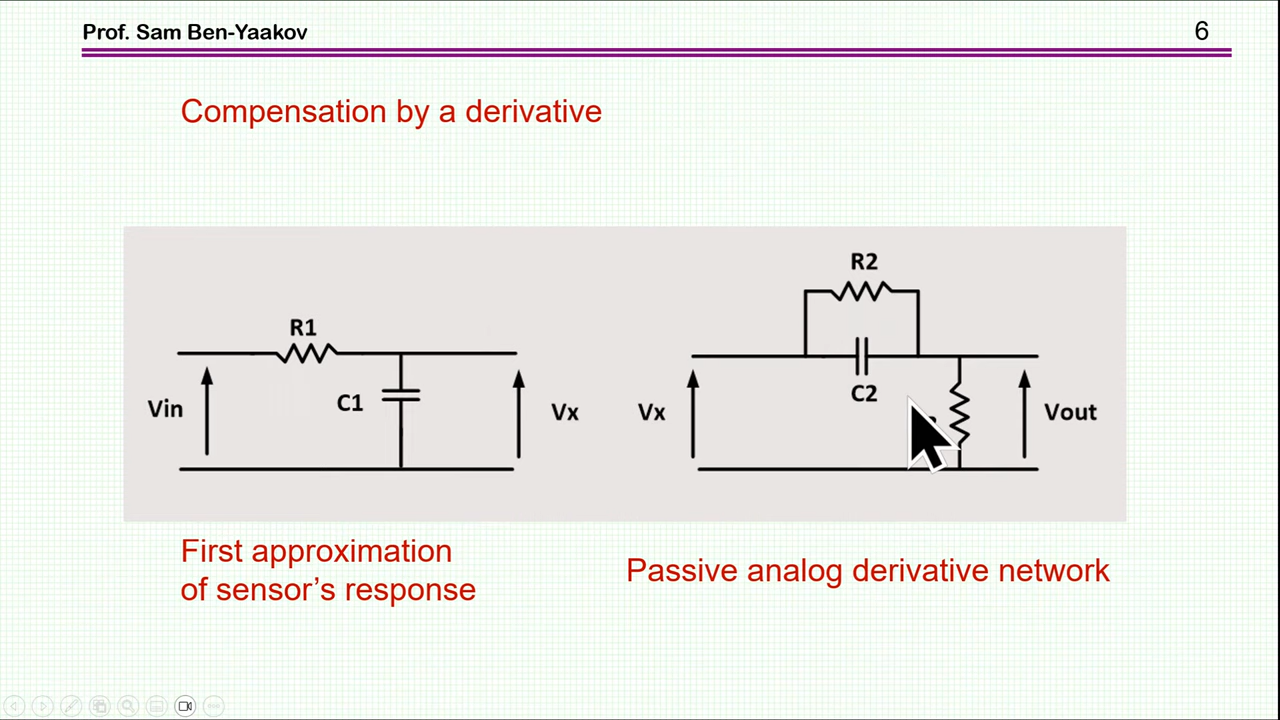 Prof. Sam Ben-Yaakov
6
Compensation by a derivative
R2
R1
C1
C2
Vin
Vx
Vx
Vout
First approximation
of sensor's response
Passive analog derivative network